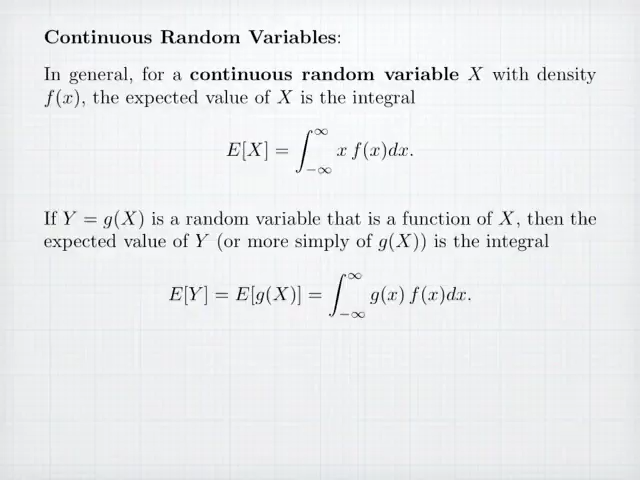 Continuous Random Variables:
In general, for a continuous random variable X with density
f(x), the expected value of X is the integral
E[X] = ∫_{-∞}^{∞} x f(x)dx.
If Y = g(X) is a random variable that is a function of X, then the
expected value of Y (or more simply of g(X)) is the integral
E[Y] = E[g(X)] = ∫_{-∞}^{∞} g(x) f(x)dx.